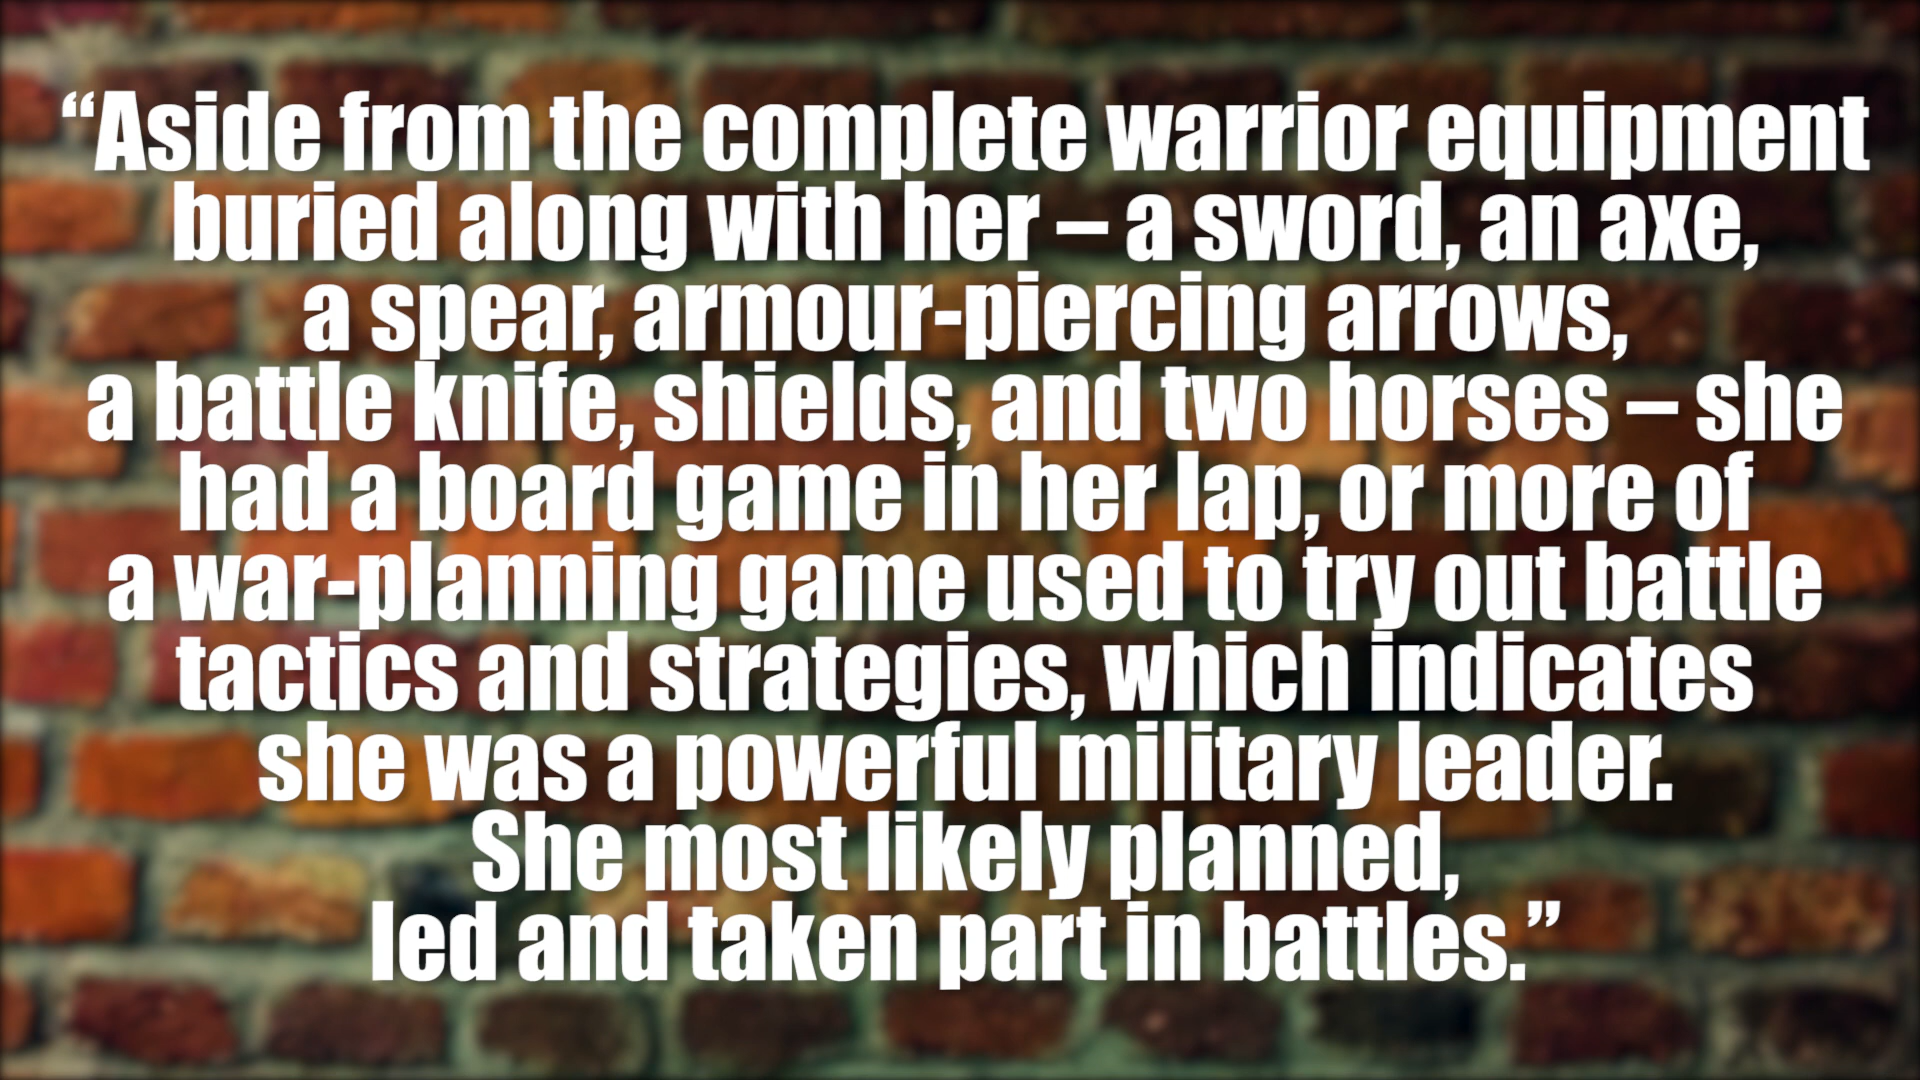 “Aside from the complete warrior equipment
buried along with her – a sword, an axe,
a spear, armour-piercing arrows,
a battle knife, shields, and two horses – she
had a board game in her lap, or more of
a war-planning game used to try out battle
tactics and strategies, which indicates
she was a powerful military leader.
She most likely planned,
led and taken part in battles.”